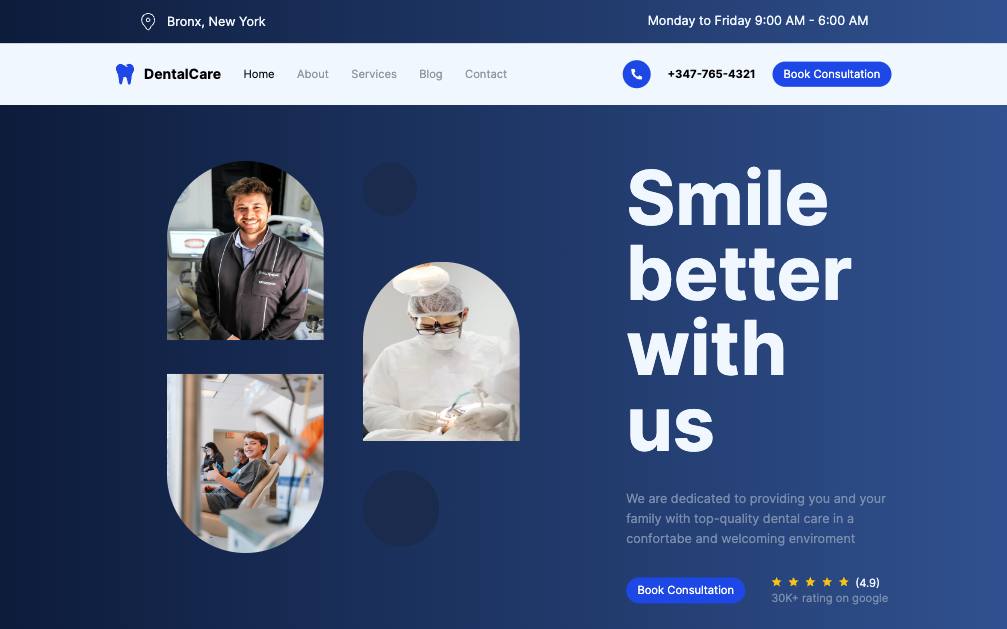 Bronx, New York
Monday to Friday 9:00 AM - 6:00 AM
DentalCare
Home
About
Services
Blog
Contact
+347-765-4321
Book Consultation
Smile
better
with
us
We are dedicated to providing you and your
family with top-quality dental care in a
confortabe and welcoming enviroment
Book Consultation
(4.9)
30K+ rating on google